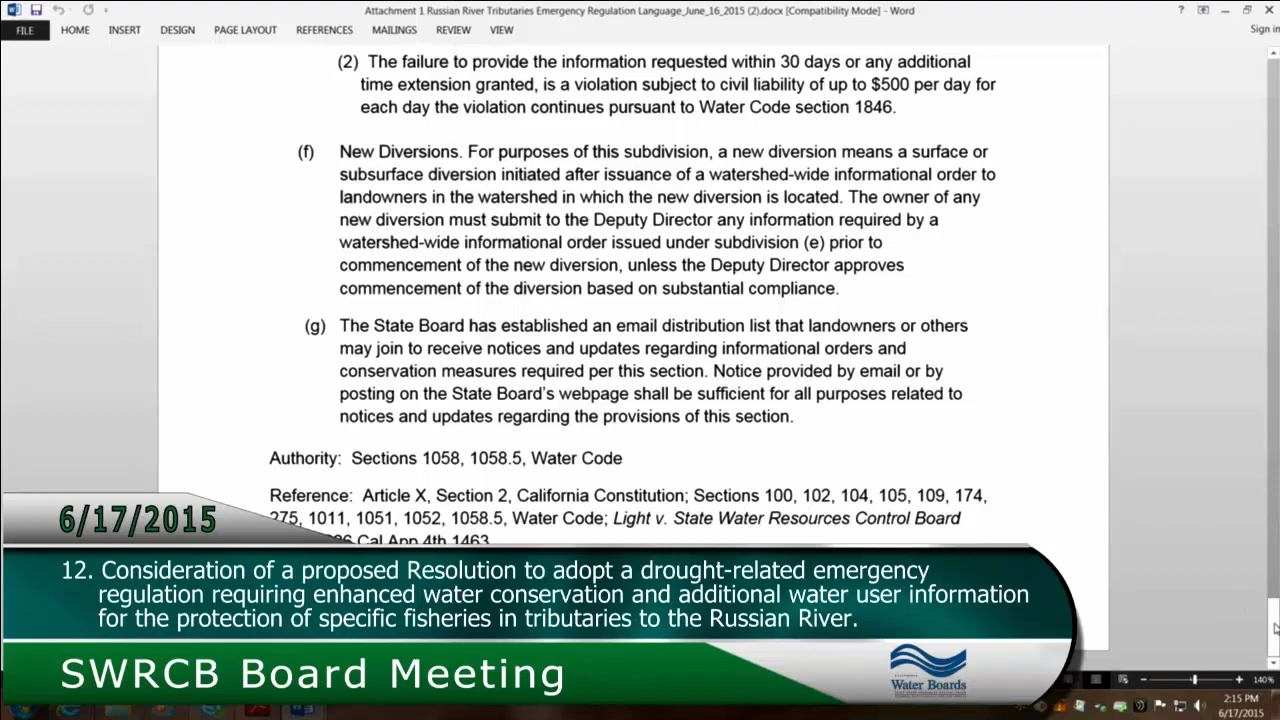 Attachment 1 Russian River Tributaries Emergency Regulation Language_June_16_2015 (2).docx [Compatibility Mode] - Word
FILE HOME INSERT DESIGN PAGE LAYOUT REFERENCES MAILINGS REVIEW VIEW Sign in
(2) The failure to provide the information requested within 30 days or any additional
time extension granted, is a violation subject to civil liability of up to $500 per day for
each day the violation continues pursuant to Water Code section 1846.
(f) New Diversions. For purposes of this subdivision, a new diversion means a surface or
subsurface diversion initiated after issuance of a watershed-wide informational order to
landowners in the watershed in which the new diversion is located. The owner of any
new diversion must submit to the Deputy Director any information required by a
watershed-wide informational order issued under subdivision (e) prior to
commencement of the new diversion, unless the Deputy Director approves
commencement of the diversion based on substantial compliance.
(g) The State Board has established an email distribution list that landowners or others
may join to receive notices and updates regarding informational orders and
conservation measures required per this section. Notice provided by email or by
posting on the State Board's webpage shall be sufficient for all purposes related to
notices and updates regarding the provisions of this section.
Authority: Sections 1058, 1058.5, Water Code
Reference: Article X, Section 2, California Constitution; Sections 100, 102, 104, 105, 109, 174,
275, 1011, 1051, 1052, 1058.5, Water Code; Light v. State Water Resources Control Board
Cal.App.4th 1463
6/17/2015
12. Consideration of a proposed Resolution to adopt a drought-related emergency
regulation requiring enhanced water conservation and additional water user information
for the protection of specific fisheries in tributaries to the Russian River.
SWRCB Board Meeting
Water Boards
140%
2:15 PM
6/17/2015